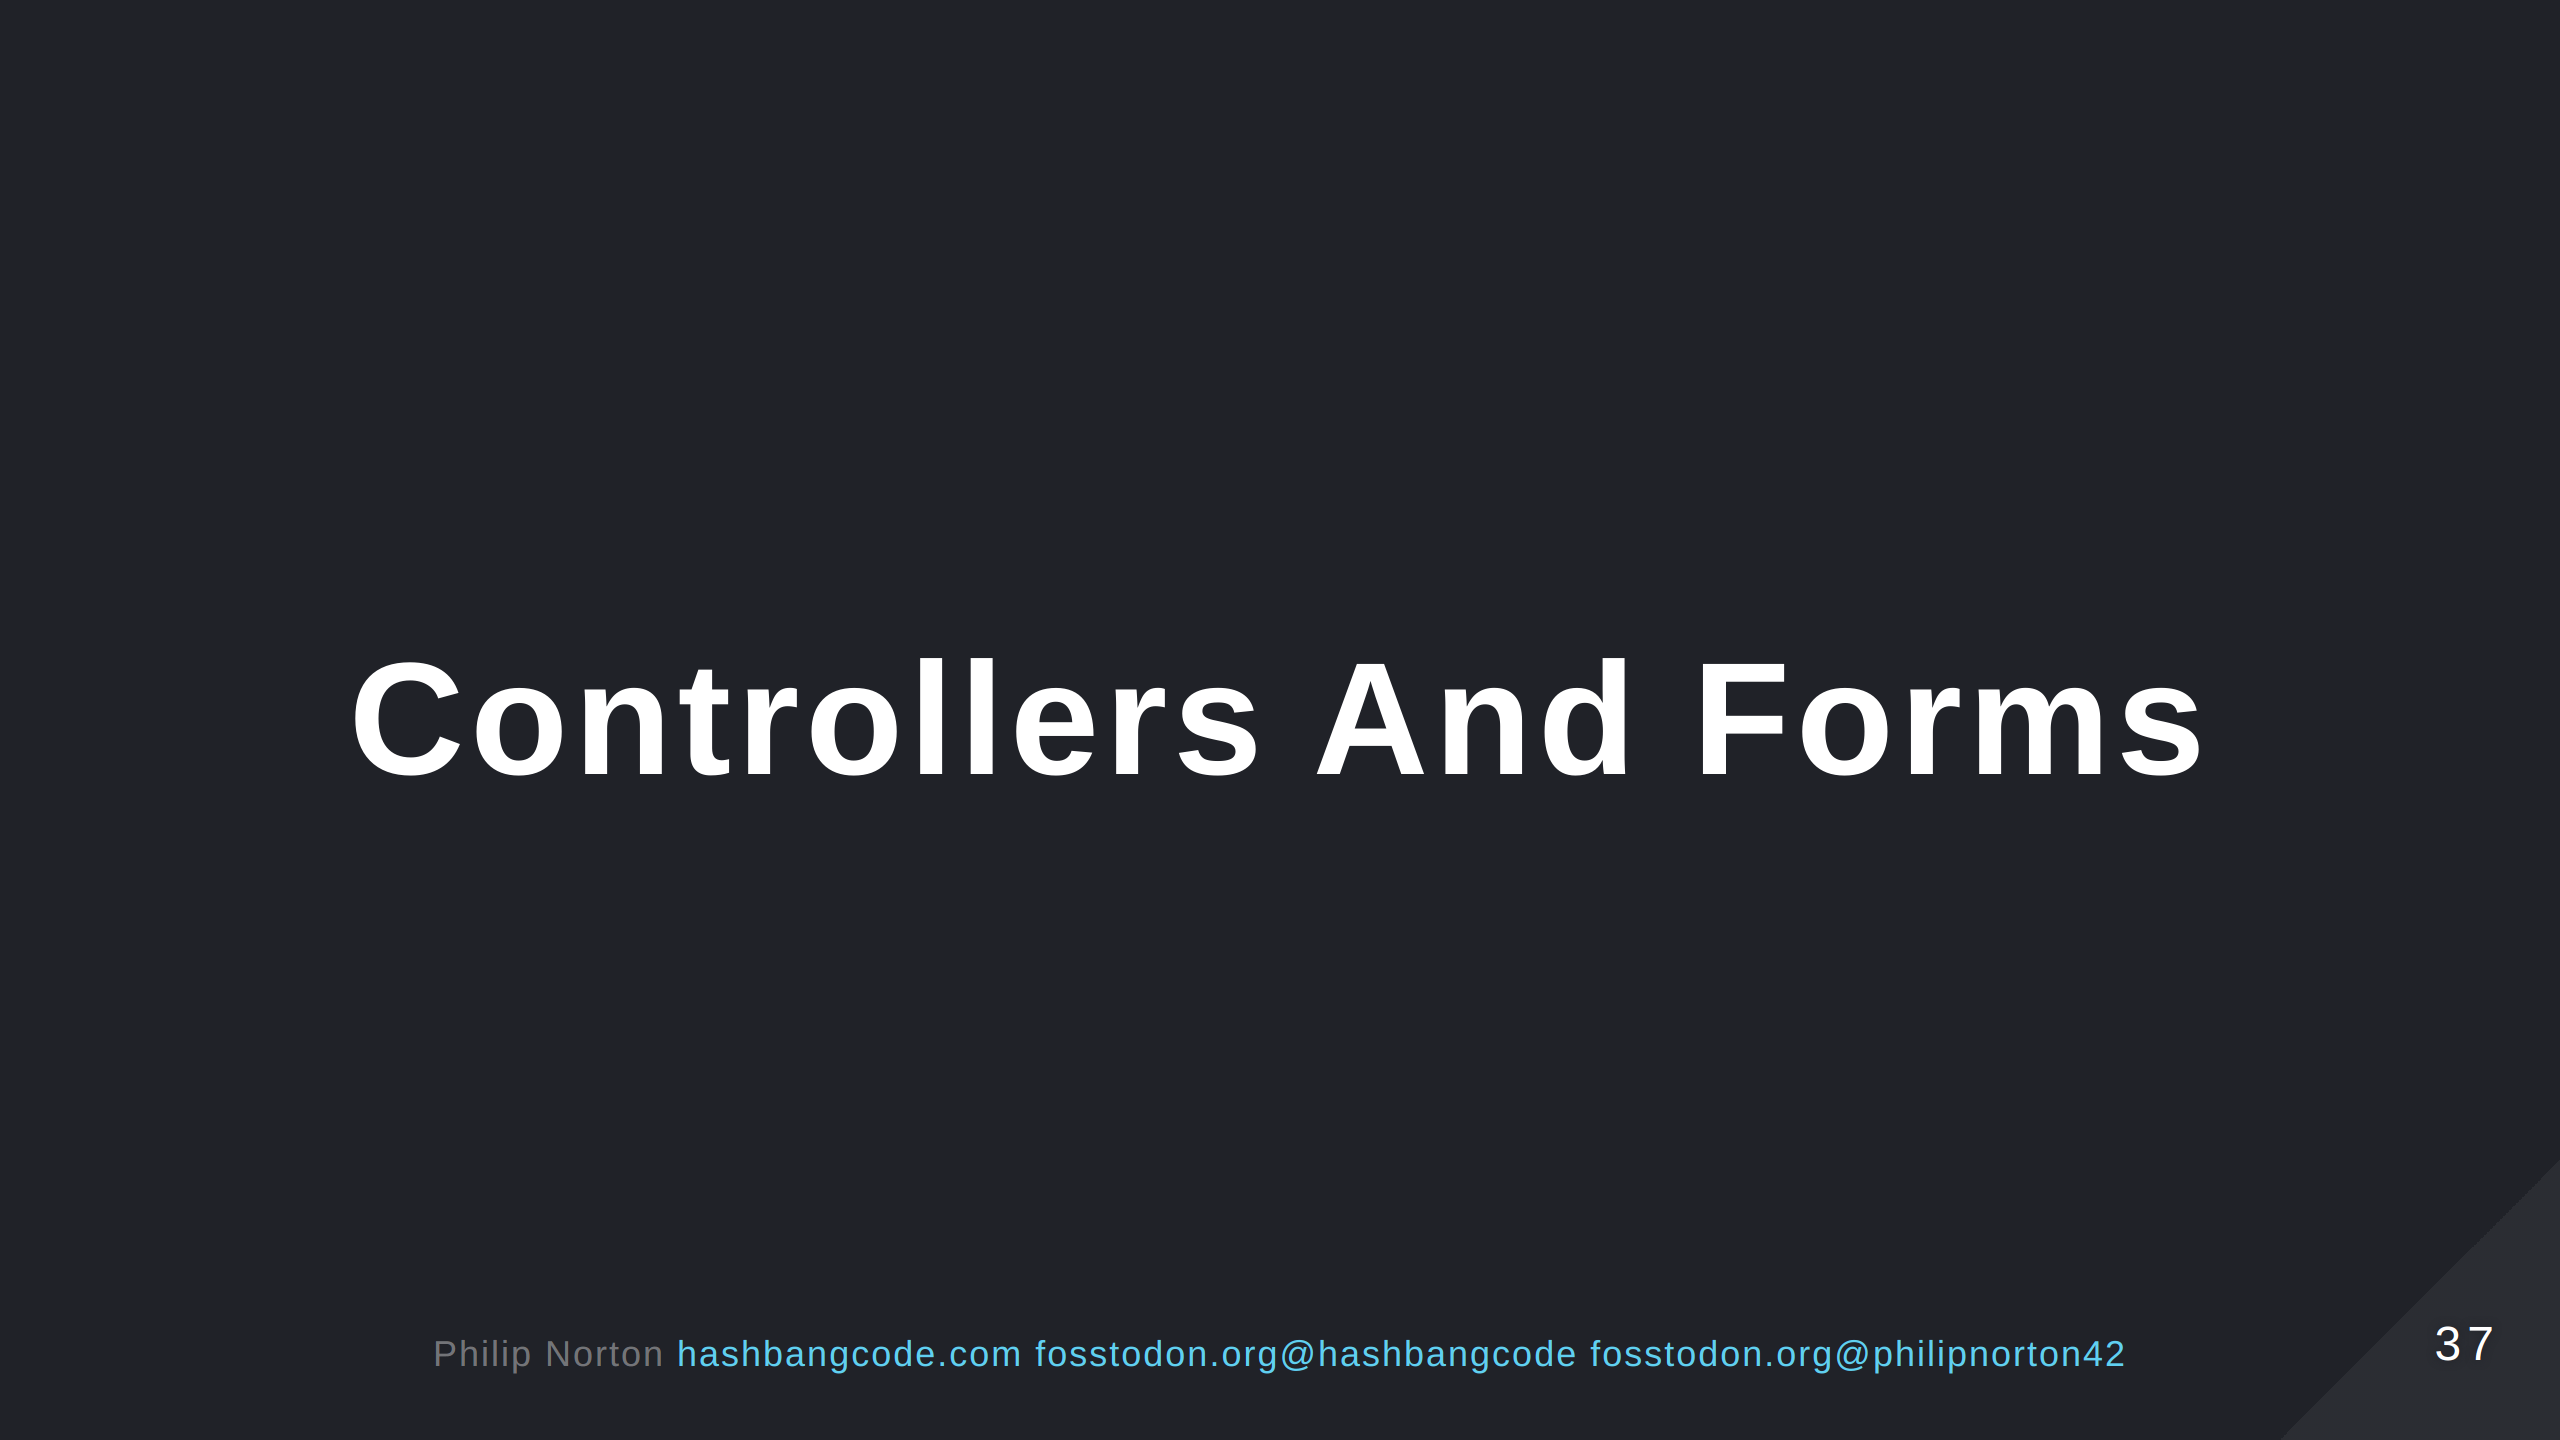 Controllers And Forms
Philip Norton hashbangcode.com fosstodon.org@hashbangcode fosstodon.org@philipnorton42
37